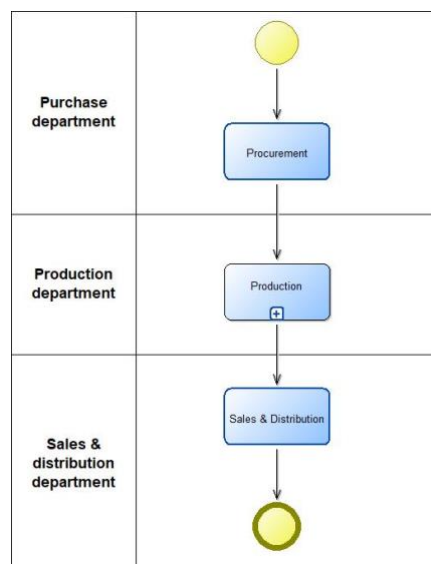 Purchase
department
Procurement
Production
department
Production
Sales &
distribution
department
Sales & Distribution